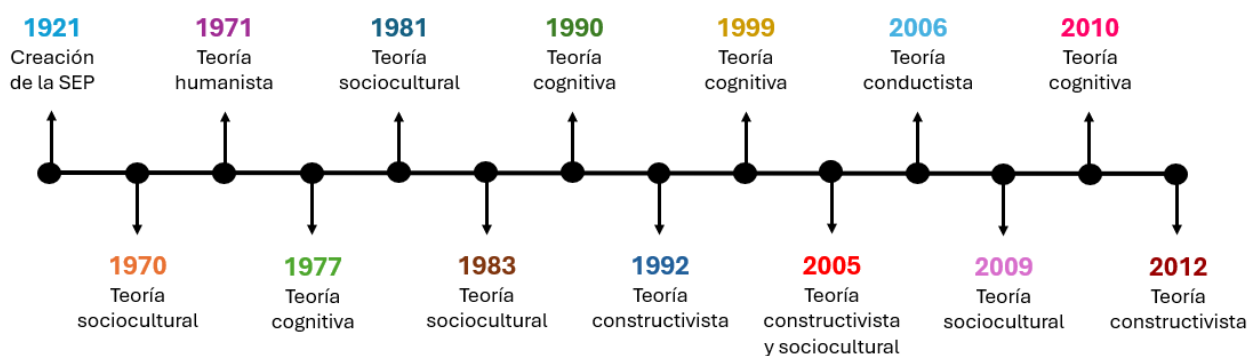 1921
Creación
de la SEP
1971
Teoría
humanista
1981
Teoría
sociocultural
1990
Teoría
cognitiva
1999
Teoría
cognitiva
2006
Teoría
conductista
2010
Teoría
cognitiva
1970
Teoría
sociocultural
1977
Teoría
cognitiva
1983
Teoría
sociocultural
1992
Teoría
constructivista
2005
Teoría
constructivista
y sociocultural
2009
Teoría
sociocultural
2012
Teoría
constructivista